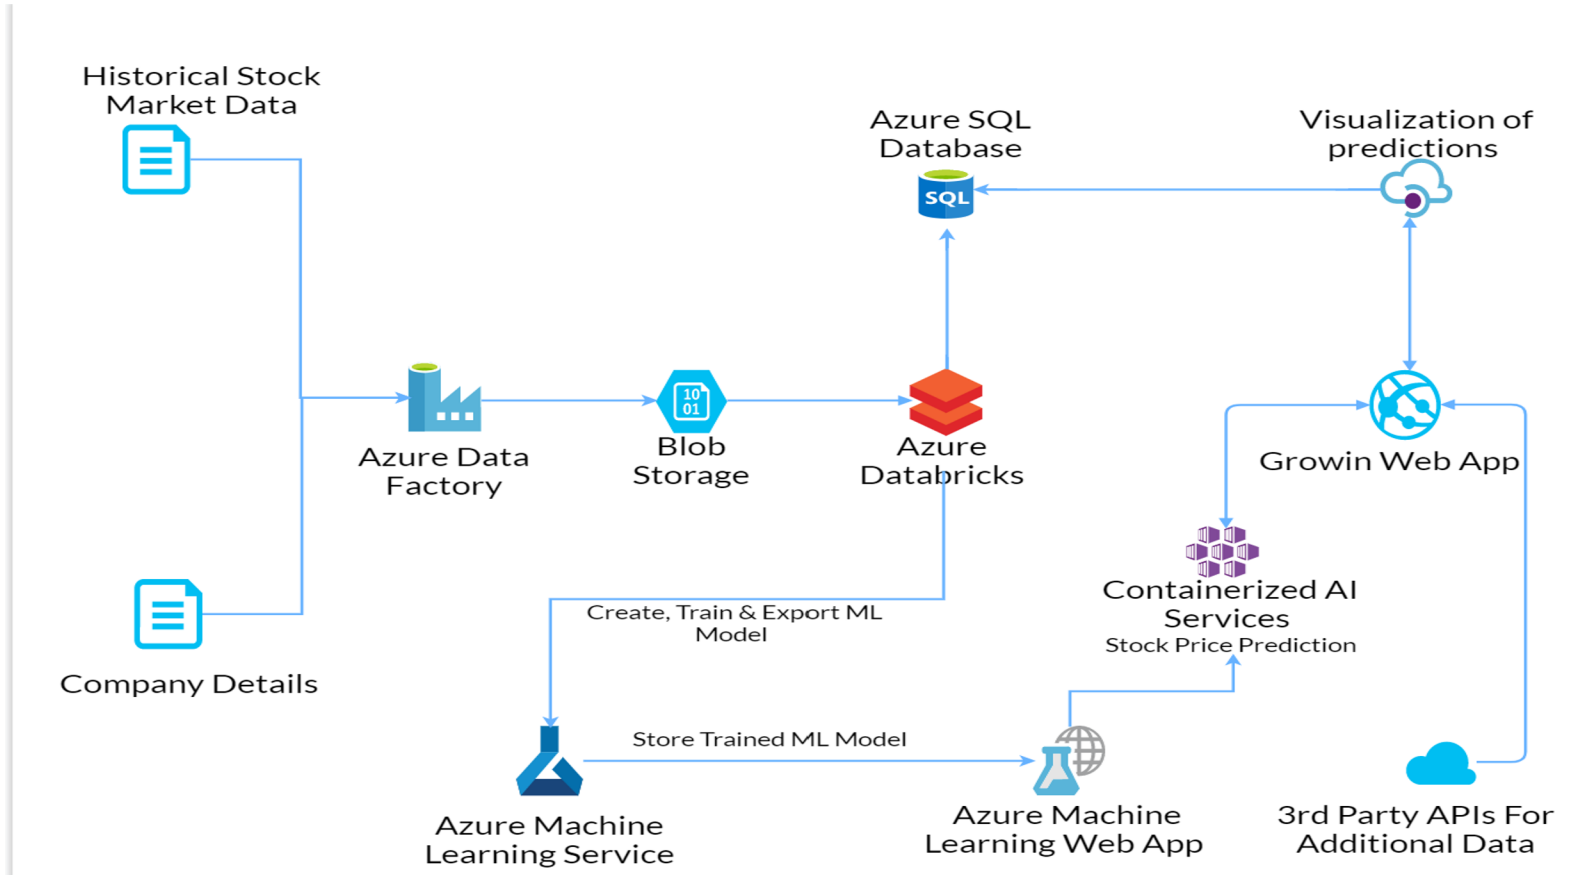 Historical Stock
Market Data
Azure SQL
Database
SQL
Visualization of
predictions
10
01
Azure Data
Factory
Blob
Storage
Azure
Databricks
Growin Web App
Containerized AI
Services
Stock Price Prediction
Create, Train & Export ML
Model
Company Details
Store Trained ML Model
Azure Machine
Learning Service
Azure Machine
Learning Web App
3rd Party APIs For
Additional Data